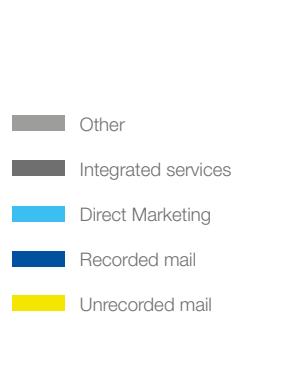 Other
Integrated services
Direct Marketing
Recorded mail
Unrecorded mail